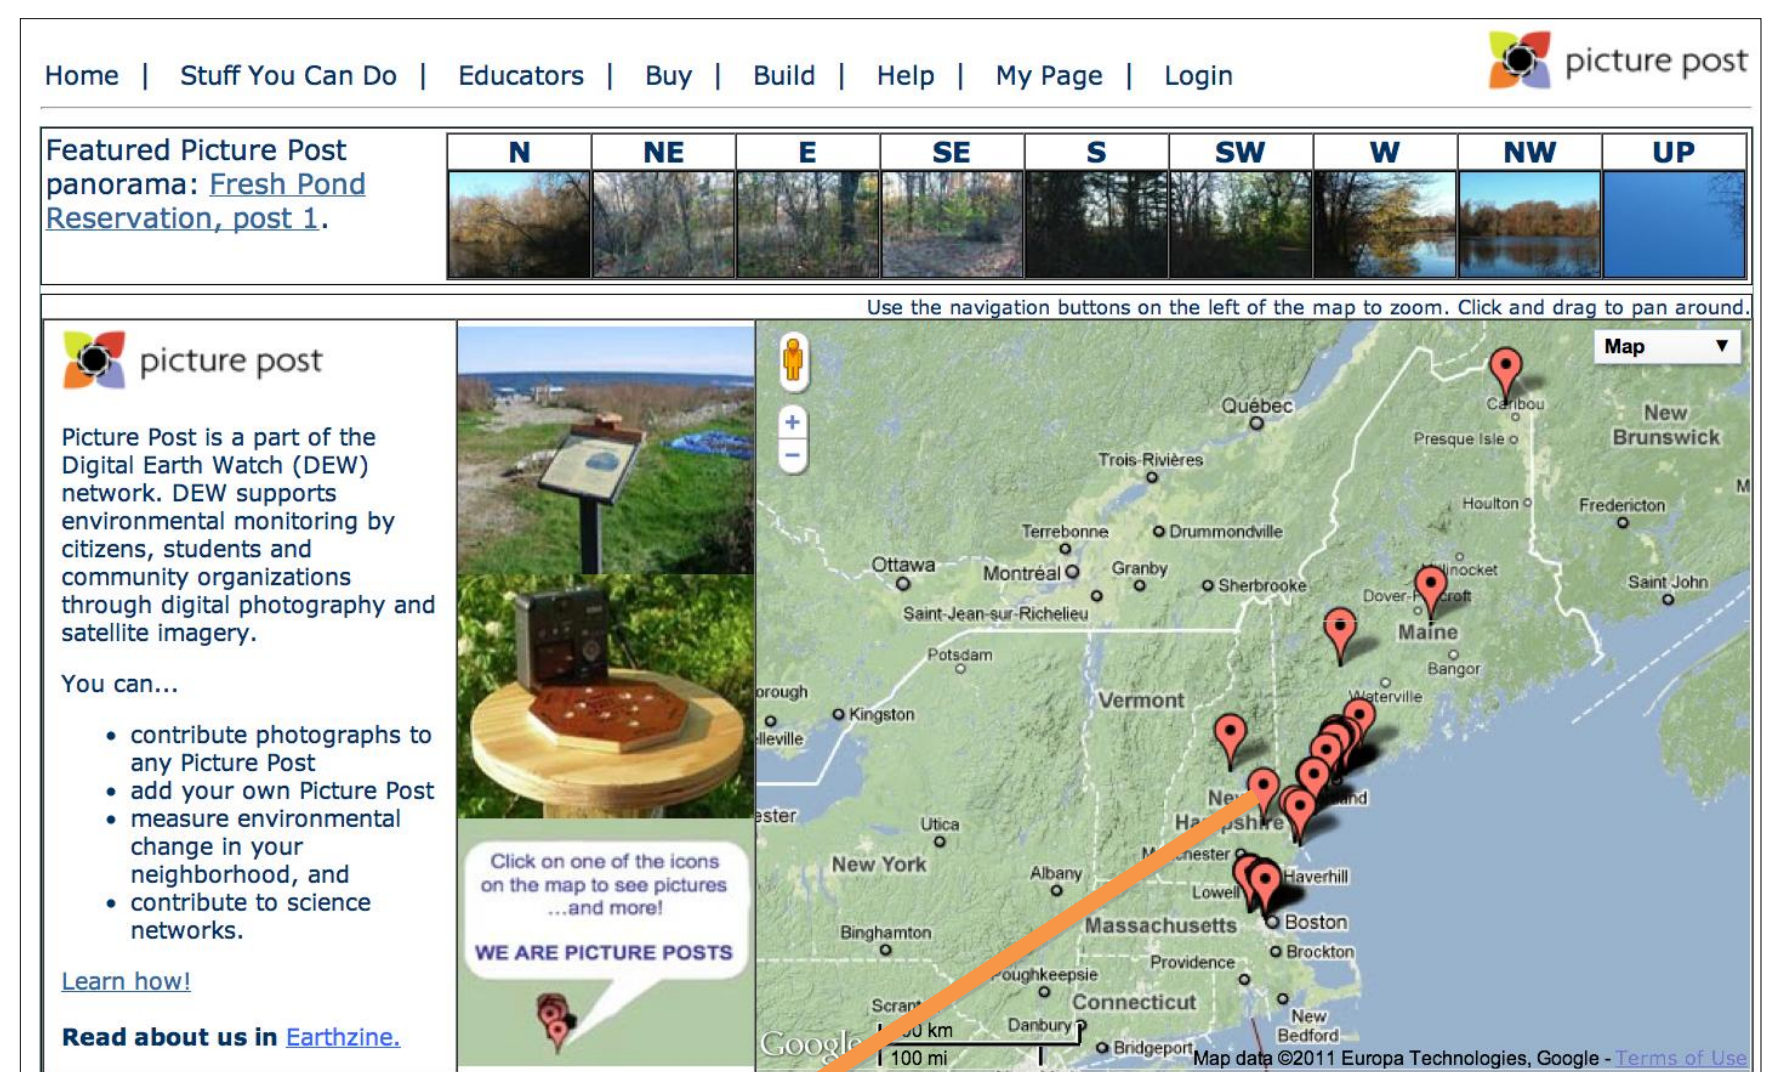 Home | Stuff You Can Do | Educators | Buy | Build | Help | My Page | Login
picture post
Featured Picture Post
panorama: Fresh Pond
Reservation, post 1.
N NE E SE S SW W NW UP
Use the navigation buttons on the left of the map to zoom. Click and drag to pan around.
picture post
Picture Post is a part of the
Digital Earth Watch (DEW)
network. DEW supports
environmental monitoring by
citizens, students and
community organizations
through digital photography and
satellite imagery.
You can...
• contribute photographs to
any Picture Post
• add your own Picture Post
• measure environmental
change in your
neighborhood, and
• contribute to science
networks.
Learn how!
Read about us in Earthzine.
Click on one of the icons
on the map to see pictures
...and more!
WE ARE PICTURE POSTS
Map ▼
+
−
Québec
Caribou
New
Brunswick
Presque Isle
Trois-Rivières
Houlton
Fredericton
Terrebonne
Drummondville
Ottawa
Montréal
Granby
Sherbrooke
Saint John
Saint-Jean-sur-Richelieu
Maine
Potsdam
Bangor
Vermont
Waterville
Kingston
New
Hampshire
Utica
New York
Albany
Lowell
Haverhill
Massachusetts
Boston
Binghamton
Brockton
Providence
Connecticut
Danbury
New
Bedford
Bridgeport
Google
100 mi
Map data ©2011 Europa Technologies, Google - Terms of Use